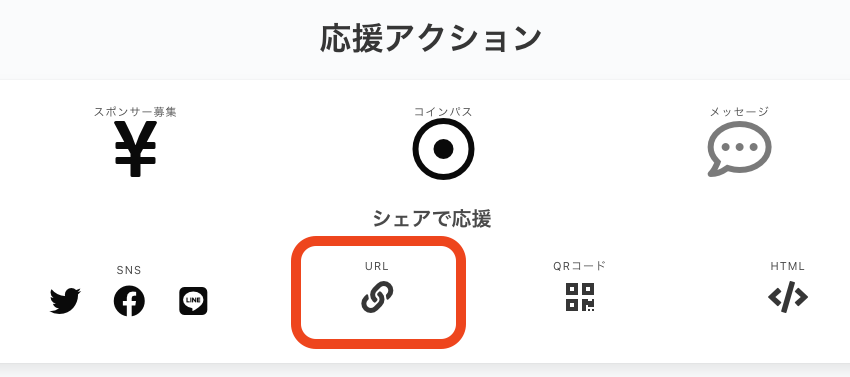 応援アクション
スポンサー募集
コインパス
メッセージ
シェアで応援
SNS
URL
QRコード
HTML
LINE